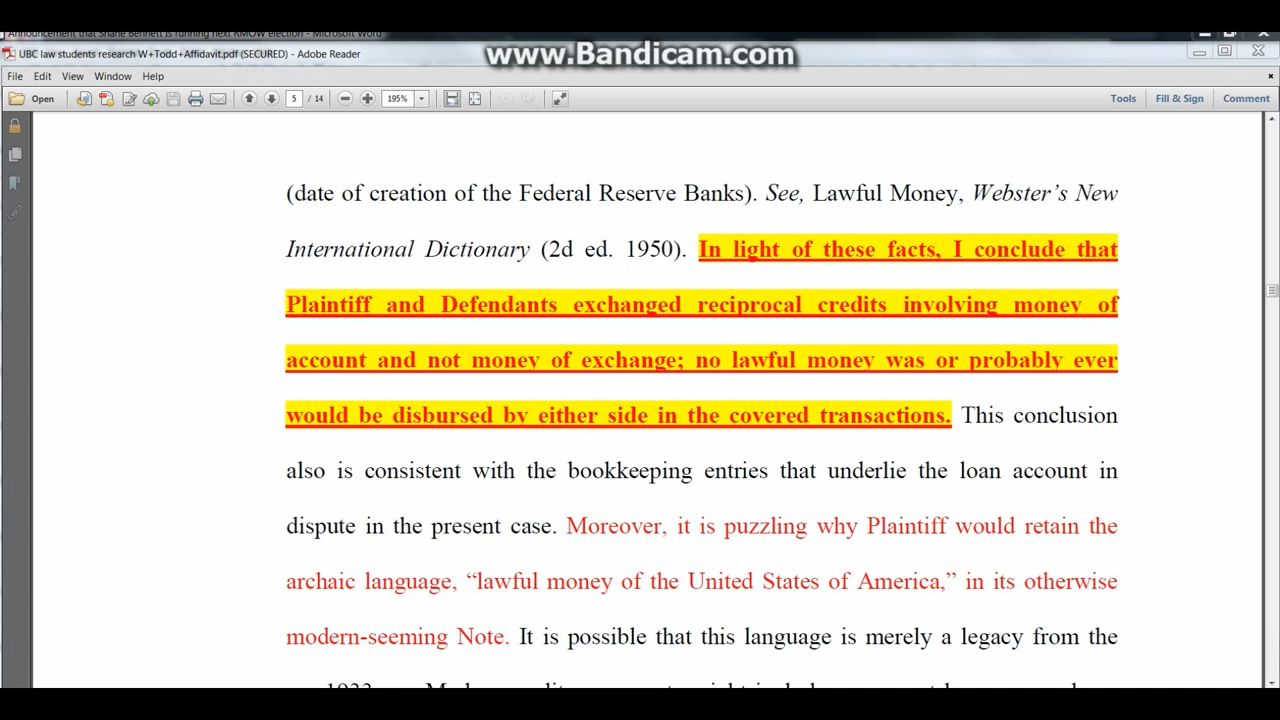 Announcement that Shane Bennett is running next RMOW election - Microsoft Word
www.Bandicam.com
UBC law students research W+Todd+Affidavit.pdf (SECURED) - Adobe Reader
File Edit View Window Help
Open 5 / 14 195% Tools Fill & Sign Comment
(date of creation of the Federal Reserve Banks). See, Lawful Money, Webster’s New
International Dictionary (2d ed. 1950). In light of these facts, I conclude that
Plaintiff and Defendants exchanged reciprocal credits involving money of
account and not money of exchange; no lawful money was or probably ever
would be disbursed by either side in the covered transactions. This conclusion
also is consistent with the bookkeeping entries that underlie the loan account in
dispute in the present case. Moreover, it is puzzling why Plaintiff would retain the
archaic language, “lawful money of the United States of America,” in its otherwise
modern-seeming Note. It is possible that this language is merely a legacy from the
1933